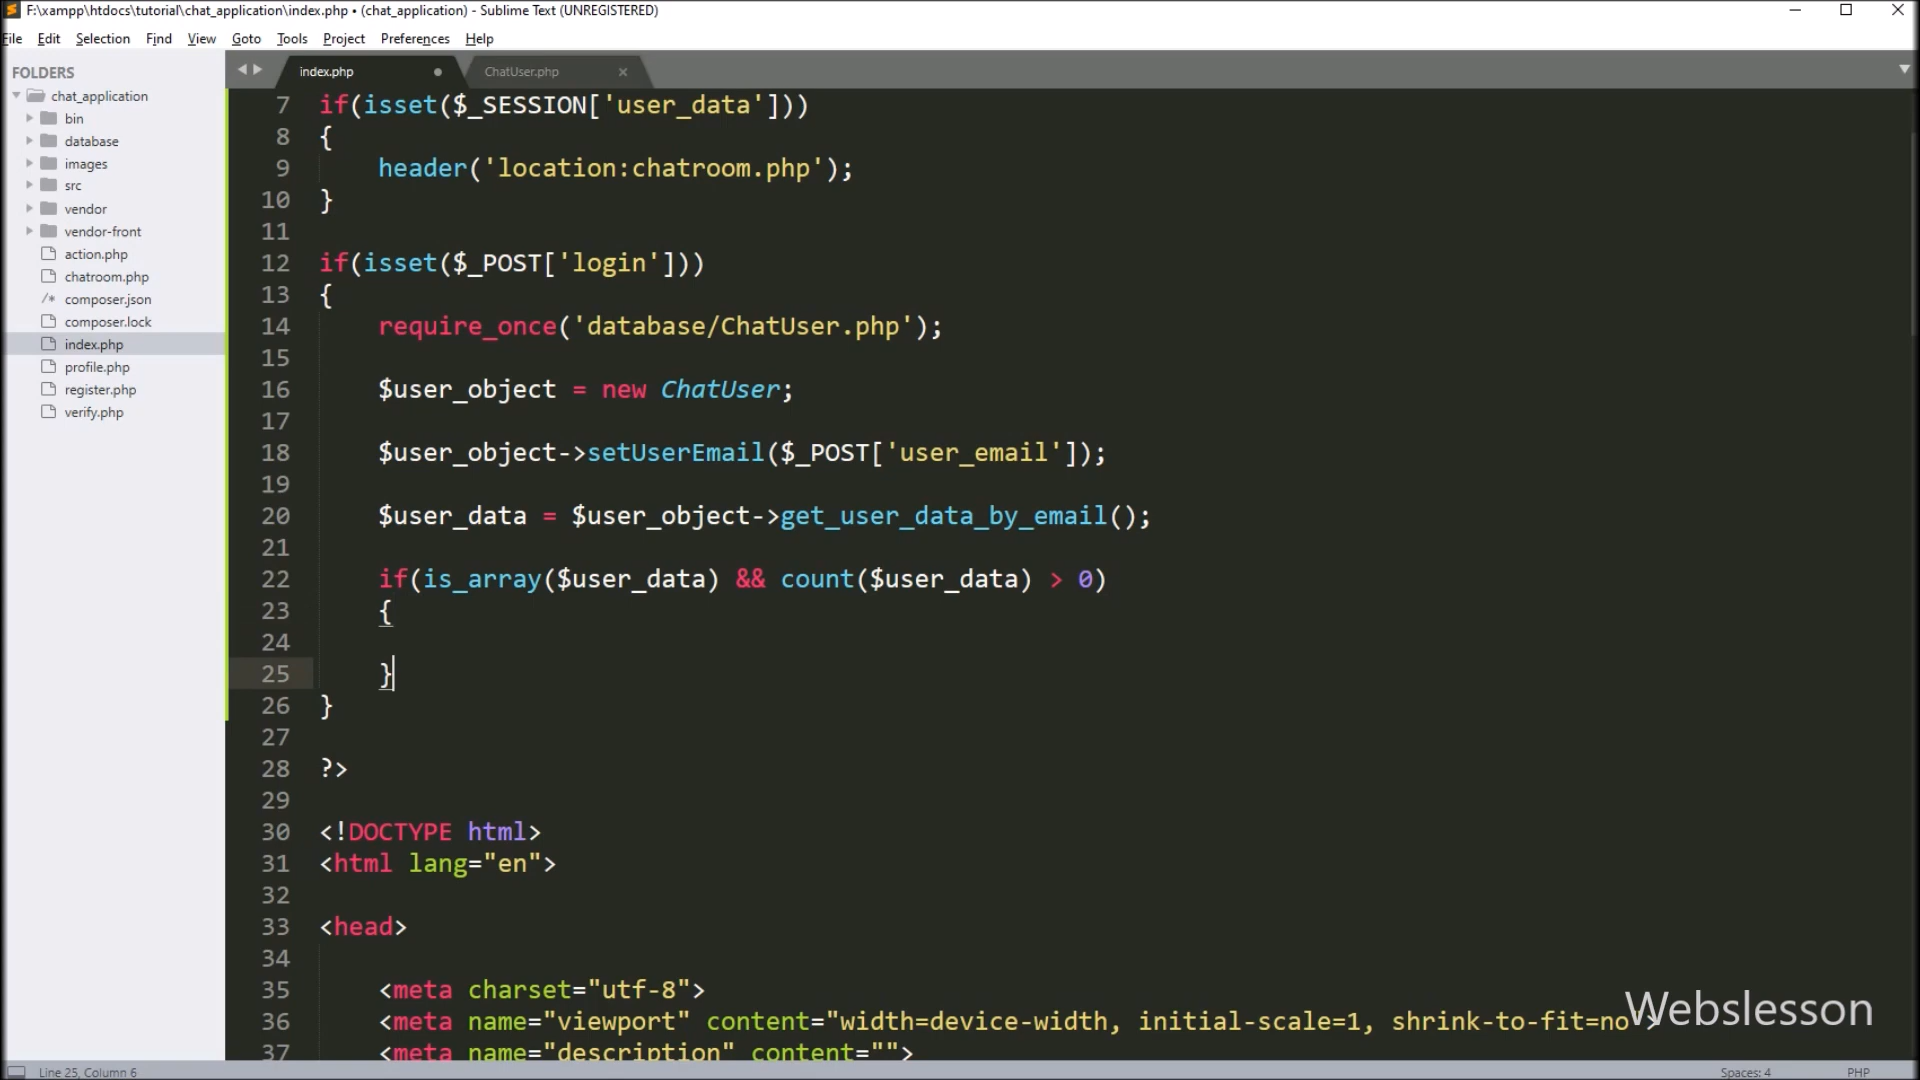 F:\xampp\htdocs\tutorial\chat_application\index.php • (chat_application) - Sublime Text (UNREGISTERED)
File Edit Selection Find View Goto Tools Project Preferences Help
FOLDERS
chat_application
bin
database
images
src
vendor
vendor-front
action.php
chatroom.php
/* composer.json
composer.lock
index.php
profile.php
register.php
verify.php
index.php
ChatUser.php
7 if(isset($_SESSION['user_data']))
8 {
9     header('location:chatroom.php');
10 }
11
12 if(isset($_POST['login']))
13 {
14     require_once('database/ChatUser.php');
15
16     $user_object = new ChatUser;
17
18     $user_object->setUserEmail($_POST['user_email']);
19
20     $user_data = $user_object->get_user_data_by_email();
21
22     if(is_array($user_data) && count($user_data) > 0)
23     {
24
25     }
26 }
27
28 ?>
29
30 <!DOCTYPE html>
31 <html lang="en">
32
33 <head>
34
35     <meta charset="utf-8">
36     <meta name="viewport" content="width=device-width, initial-scale=1, shrink-to-fit=no">
37     <meta name="description" content="">
Webslesson
Line 25, Column 6
Spaces: 4
PHP